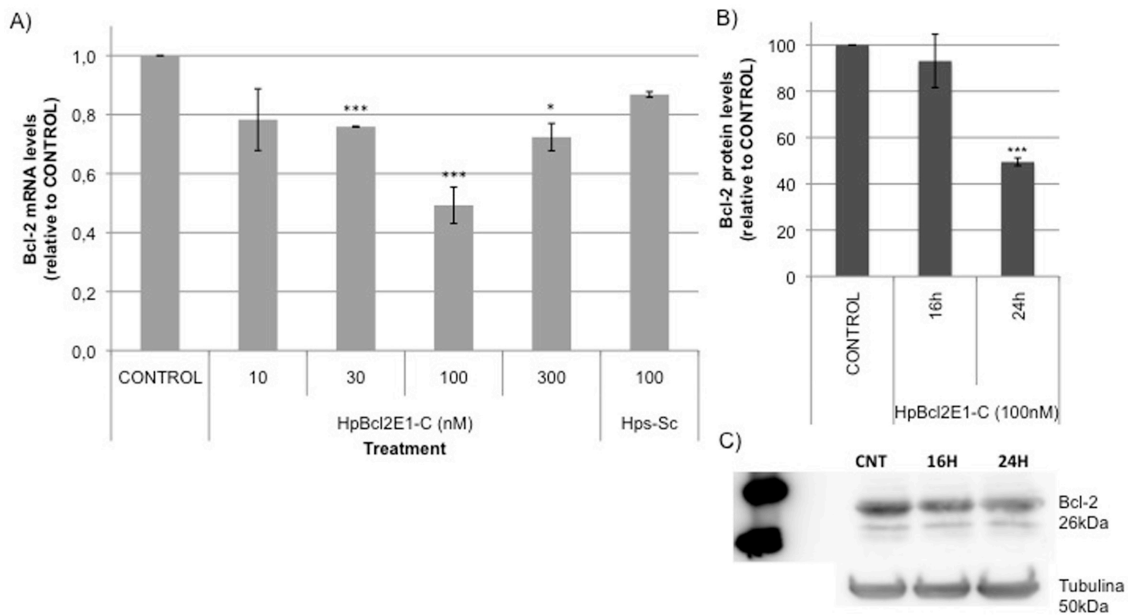 A)
Bcl-2 mRNA levels
(relative to CONTROL)
1,0
0,8
0,6
0,4
0,2
0,0
***
***
*
CONTROL
10
30
100
300
100
HpBcl2E1-C (nM)
Hps-Sc
Treatment
B)
Bcl-2 protein levels
(relative to CONTROL)
100
80
60
40
20
0
***
CONTROL
16h
24h
HpBcl2E1-C (100nM)
C)
CNT 16H 24H
Bcl-2
26kDa
Tubulina
50kDa